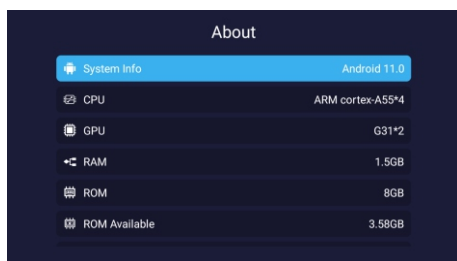 About
System Info Android 11.0
CPU ARM cortex-A55*4
GPU G31*2
RAM 1.5GB
ROM 8GB
ROM Available 3.58GB